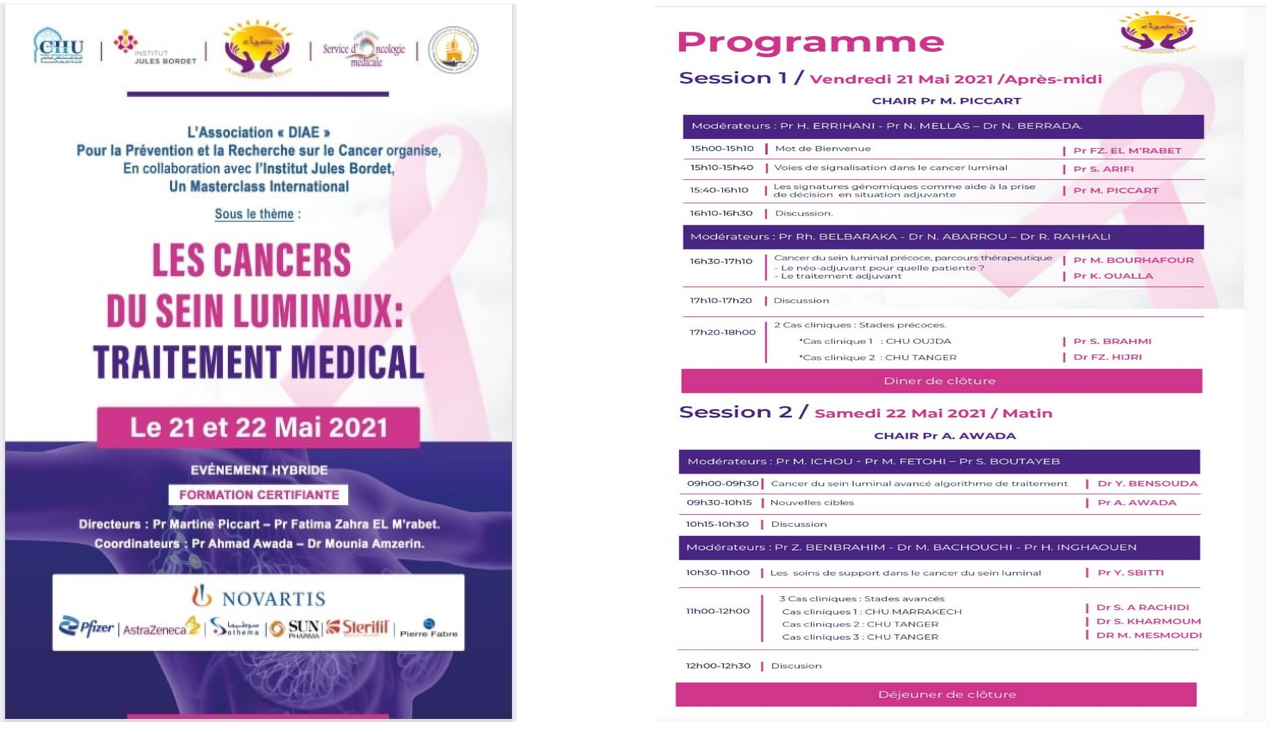 CHU
INSTITUT
JULES BORDET
Service d'Oncologie
médicale
L'Association « DIAE »
Pour la Prévention et la Recherche sur le Cancer organise,
En collaboration avec l'Institut Jules Bordet,
Un Masterclass International
Sous le thème :
LES CANCERS
DU SEIN LUMINAUX:
TRAITEMENT MEDICAL
Le 21 et 22 Mai 2021
EVÉNEMENT HYBRIDE
FORMATION CERTIFIANTE
Directeurs : Pr Martine Piccart – Pr Fatima Zahra EL M'rabet.
Coordinateurs : Pr Ahmad Awada – Dr Mounia Amzerin.
NOVARTIS
Pfizer
AstraZeneca
Sothema
SUN
PHARMA
Steripharma
Pierre Fabre
Programme
Session 1 / Vendredi 21 Mai 2021 /Après-midi
CHAIR Pr M. PICCART
Modérateurs : Pr H. ERRIHANI - Pr N. MELLAS – Dr N. BERRADA.
15h00-15h10 Mot de Bienvenue Pr FZ. EL M'RABET
15h10-15h40 Voies de signalisation dans le cancer luminal Pr S. ARIFI
15:40-16h10 Les signatures génomiques comme aide à la prise
de décision en situation adjuvante Pr M. PICCART
16h10-16h30 Discussion.
Modérateurs : Pr Rh. BELBARAKA - Dr N. ABARROU – Dr R. RAHHALI
16h30-17h10 Cancer du sein luminal précoce, parcours thérapeutique Pr M. BOURHAFOUR
- Le néo-adjuvant pour quelle patiente ?
- Le traitement adjuvant Pr K. OUALLA
17h10-17h20 Discussion
17h20-18h00 2 Cas cliniques : Stades précoces.
*Cas clinique 1 : CHU OUJDA Pr S. BRAHMI
*Cas clinique 2 : CHU TANGER Dr FZ. HIJRI
Diner de clôture
Session 2 / Samedi 22 Mai 2021 / Matin
CHAIR Pr A. AWADA
Modérateurs : Pr M. ICHOU - Pr M. FETOHI – Pr S. BOUTAYEB
09h00-09h30 Cancer du sein luminal avancé algorithme de traitement Dr Y. BENSOUDA
09h30-10h15 Nouvelles cibles Pr A. AWADA
10h15-10h30 Discussion
Modérateurs : Pr Z. BENBRAHIM - Dr M. BACHOUCHI - Pr H. INGHAOUEN
10h30-11h00 Les soins de support dans le cancer du sein luminal Pr Y. SBITTI
11h00-12h00 3 Cas cliniques : Stades avancés
Cas cliniques 1 : CHU MARRAKECH Dr S. A RACHIDI
Cas cliniques 2 : CHU TANGER Dr S. KHARMOUM
Cas cliniques 3 : CHU TANGER DR M. MESMOUDI
12h00-12h30 Discusion
Déjeuner de clôture